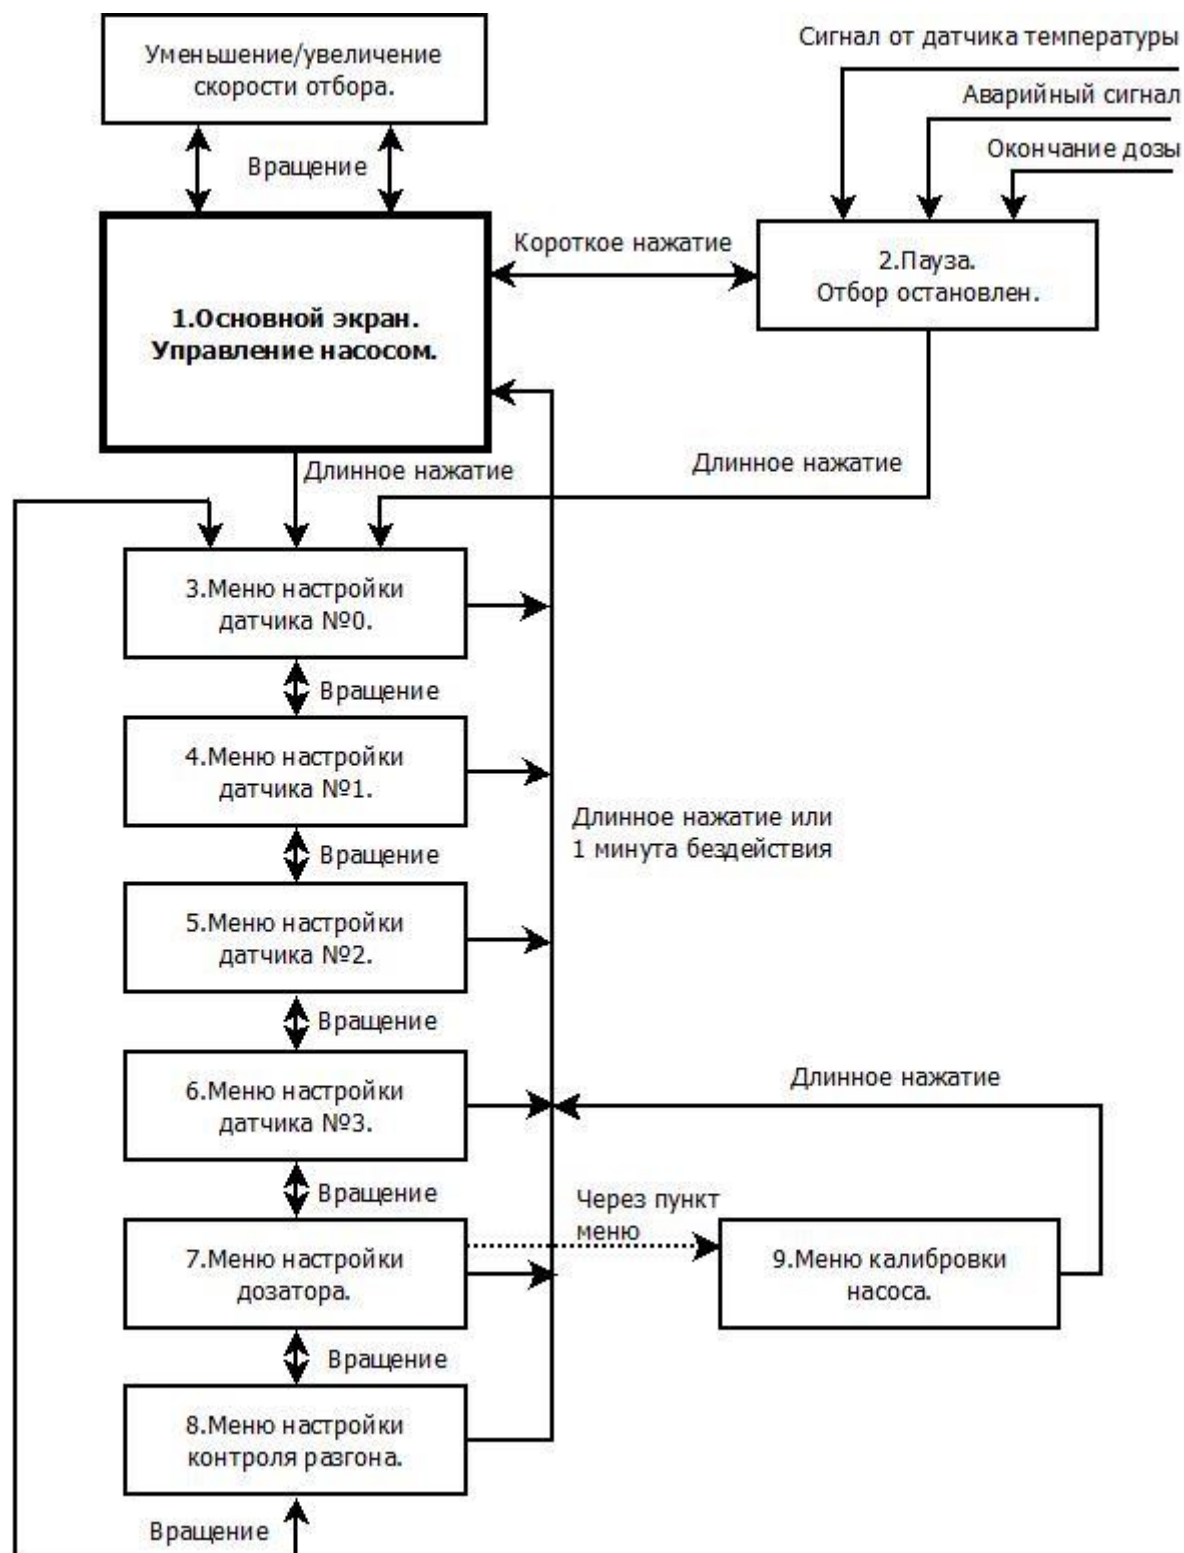 Уменьшение/увеличение
скорости отбора.
Сигнал от датчика температуры
Аварийный сигнал
Окончание дозы
Вращение
Короткое нажатие
2.Пауза.
Отбор остановлен.
1.Основной экран.
Управление насосом.
Длинное нажатие
Длинное нажатие
3.Меню настройки
датчика №0.
Вращение
4.Меню настройки
датчика №1.
Длинное нажатие или
1 минута бездействия
Вращение
5.Меню настройки
датчика №2.
Вращение
6.Меню настройки
датчика №3.
Длинное нажатие
Вращение
Через пункт
меню
7.Меню настройки
дозатора.
9.Меню калибровки
насоса.
Вращение
8.Меню настройки
контроля разгона.
Вращение